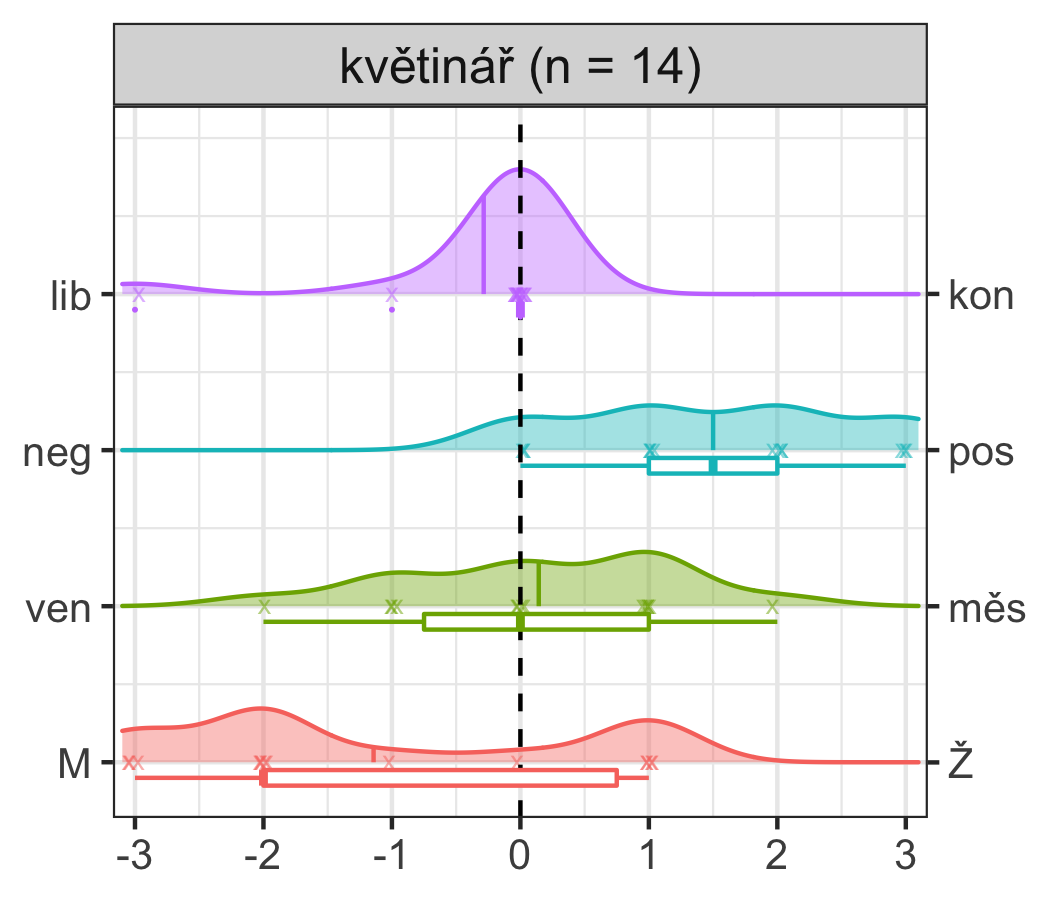 květinář (n = 14)
lib kon
neg pos
ven měs
M Ž
-3 -2 -1 0 1 2 3